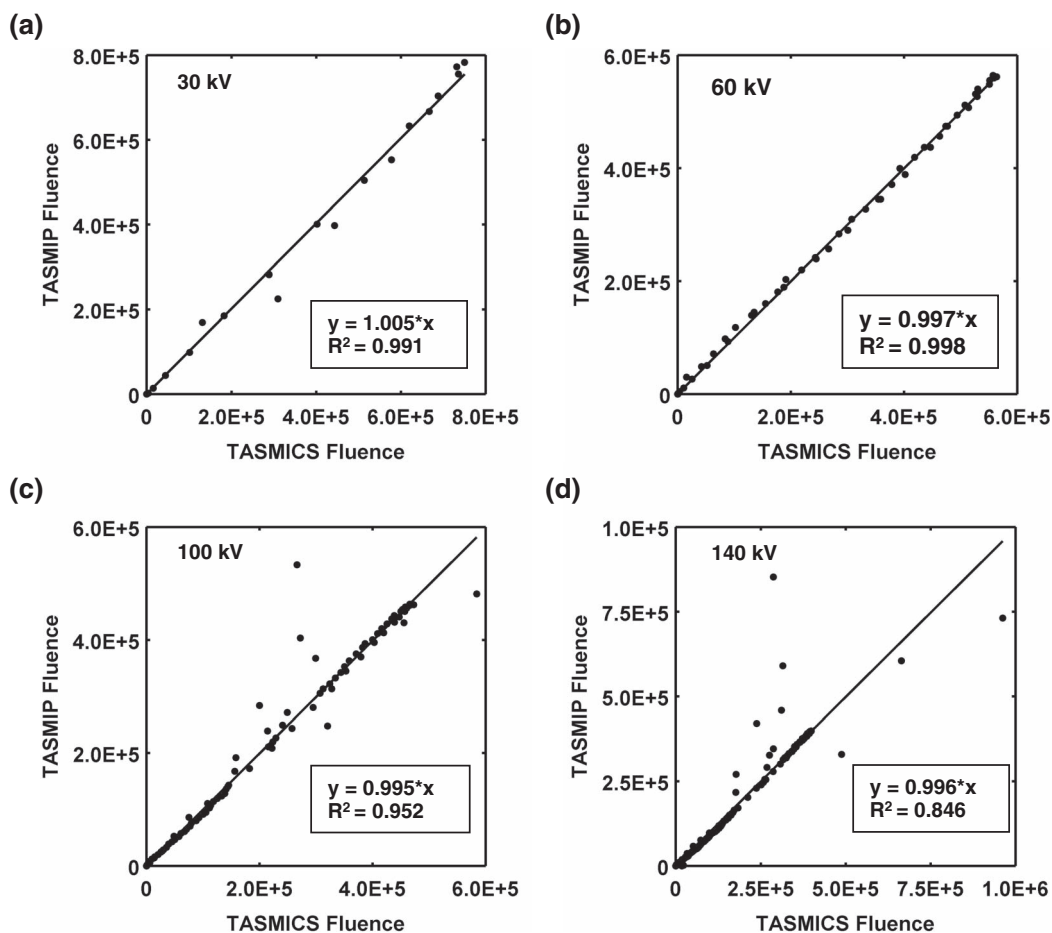 (a)
8.0E+5
6.0E+5
4.0E+5
2.0E+5
0
TASMIP Fluence
30 kV
y = 1.005*x
R² = 0.991
0 2.0E+5 4.0E+5 6.0E+5 8.0E+5
TASMICS Fluence
(b)
6.0E+5
4.0E+5
2.0E+5
0
TASMIP Fluence
60 kV
y = 0.997*x
R² = 0.998
0 2.0E+5 4.0E+5 6.0E+5
TASMICS Fluence
(c)
6.0E+5
4.0E+5
2.0E+5
0
TASMIP Fluence
100 kV
y = 0.995*x
R² = 0.952
0 2.0E+5 4.0E+5 6.0E+5
TASMICS Fluence
(d)
1.0E+5
7.5E+5
5.0E+5
2.5E+5
0
TASMIP Fluence
140 kV
y = 0.996*x
R² = 0.846
0 2.5E+5 5.0E+5 7.5E+5 1.0E+6
TASMICS Fluence